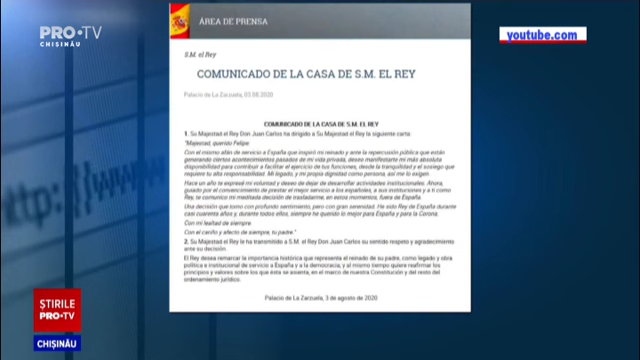 PRO•TV
CHIȘINĂU
youtube.com
ÁREA DE PRENSA
S.M. el Rey
COMUNICADO DE LA CASA DE S.M. EL REY
Palacio de La Zarzuela, 03.08.2020
COMUNICADO DE LA CASA DE S.M. EL REY
1. Su Majestad el Rey Don Juan Carlos ha dirigido a Su Majestad el Rey la siguiente carta:
"Majestad, querido Felipe:
Con el mismo afán de servicio a España que inspiró mi reinado y ante la repercusión pública que están
generando ciertos acontecimientos pasados de mi vida privada, deseo manifestarte mi más absoluta
disponibilidad para contribuir a facilitar el ejercicio de tus funciones, desde la tranquilidad y el sosiego que
requiere tu alta responsabilidad. Mi legado, y mi propia dignidad como persona, así me lo exigen.
Hace un año te expresé mi voluntad y deseo de dejar de desarrollar actividades institucionales. Ahora,
guiado por el convencimiento de prestar el mejor servicio a los españoles, a sus instituciones y a ti como
Rey, te comunico mi meditada decisión de trasladarme, en estos momentos, fuera de España.
Una decisión que tomo con profundo sentimiento, pero con gran serenidad. He sido Rey de España durante
casi cuarenta años y, durante todos ellos, siempre he querido lo mejor para España y para la Corona.
Con mi lealtad de siempre.
Con el cariño y afecto de siempre, tu padre."
2. Su Majestad el Rey le ha transmitido a S.M. el Rey Don Juan Carlos su sentido respeto y agradecimiento
ante su decisión.
El Rey desea remarcar la importancia histórica que representa el reinado de su padre, como legado y obra
política e institucional de servicio a España y a la democracia; y al mismo tiempo quiere reafirmar los
principios y valores sobre los que ésta se asienta, en el marco de nuestra Constitución y del resto del
ordenamiento jurídico.
Palacio de La Zarzuela, 3 de agosto de 2020
ȘTIRILE
PRO•TV
CHIȘINĂU